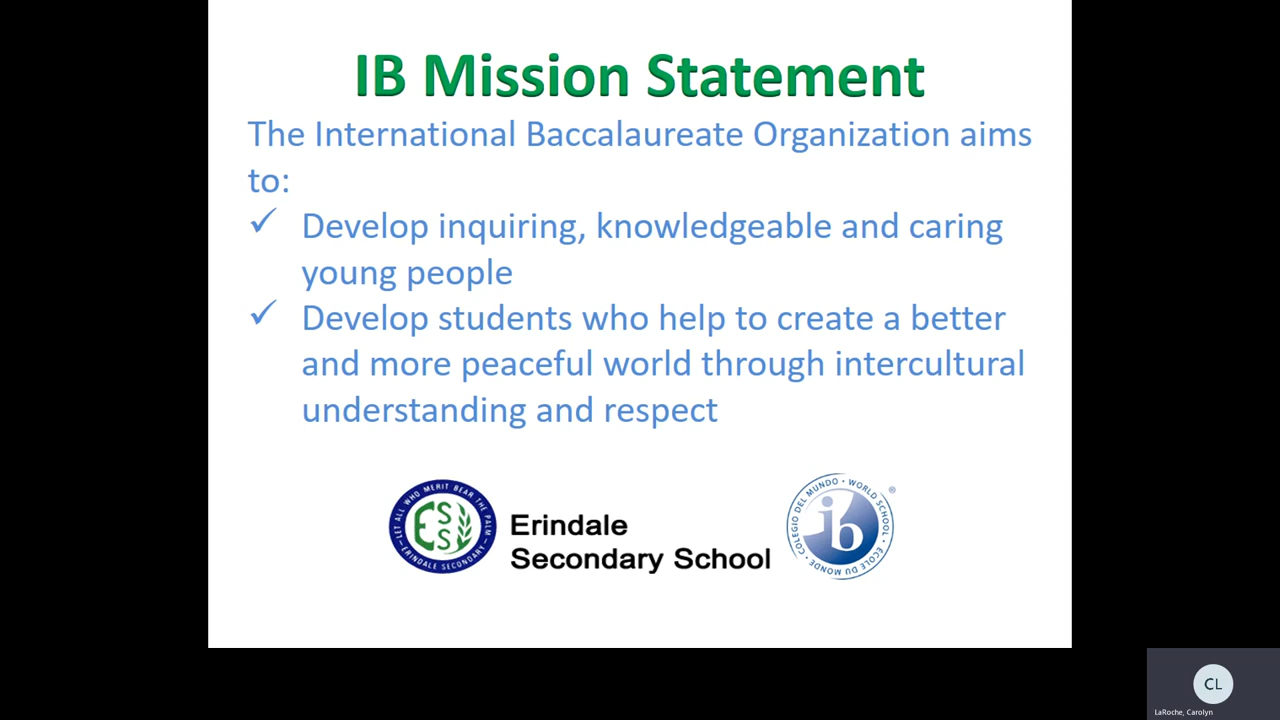 IB Mission Statement
The International Baccalaureate Organization aims
to:
✓ Develop inquiring, knowledgeable and caring
young people
✓ Develop students who help to create a better
and more peaceful world through intercultural
understanding and respect
LET ALL WHO MERIT BEAR THE PALM
ESSS
ERINDALE SECONDARY
Erindale
Secondary School
COLEGIO DEL MUNDO · WORLD SCHOOL · ÉCOLE DU MONDE ·
ib
®
CL
LaRoche, Carolyn